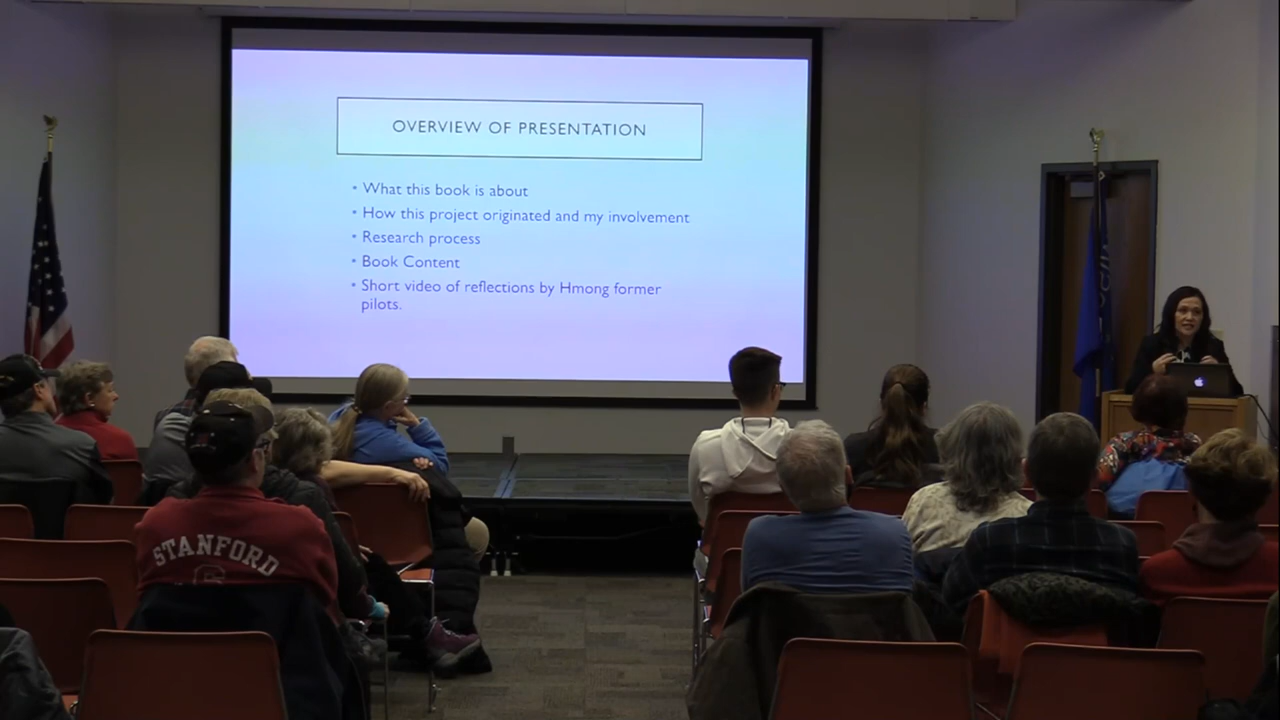 OVERVIEW OF PRESENTATION
• What this book is about
• How this project originated and my involvement
• Research process
• Book Content
• Short video of reflections by Hmong former
pilots.
STANFORD
S